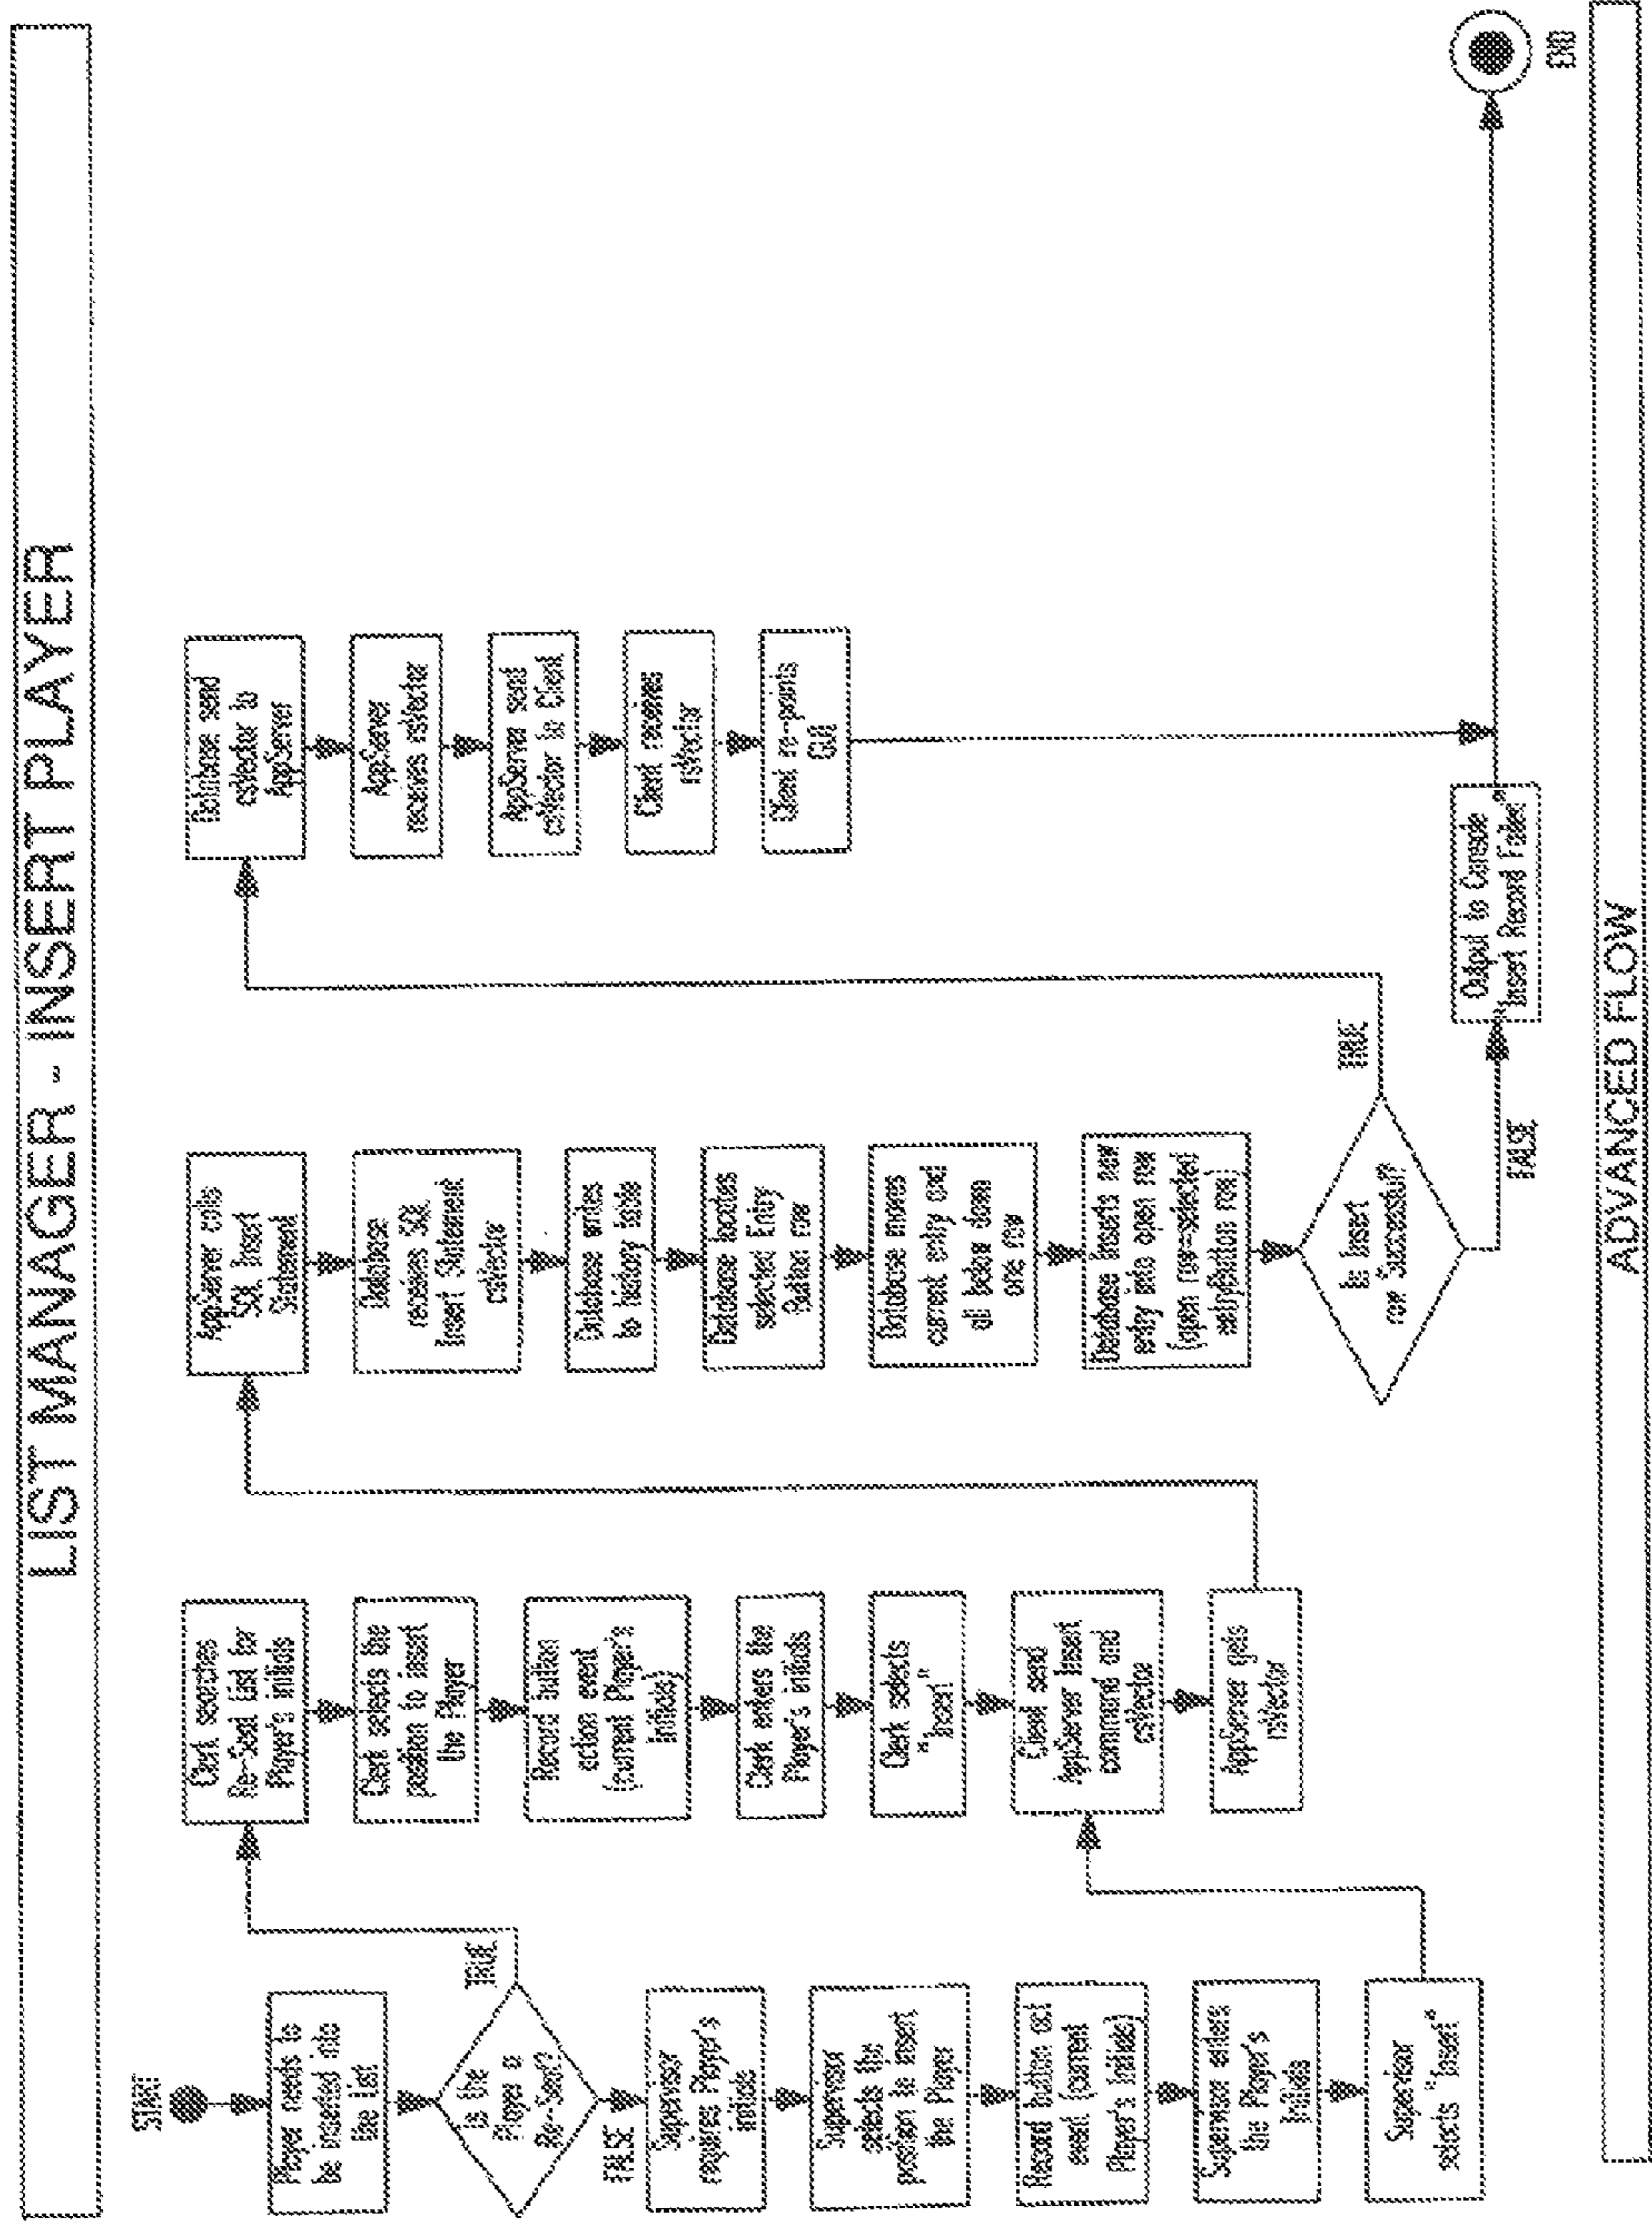 LIST MANAGER - INSERT PLAYER
START
Player needs to
be inserted into
the List
Is the
Player a
Re-Seat?
TRUE
FALSE
Supervisor
requires Player's
initials
Supervisor
selects the
position to insert
the Player
Record button act
event (current
Player's Initials)
Supervisor enters
the Player's
Initials
Supervisor
selects "Insert"
Clerk searches
Re-Seat List for
Player's initials
Clerk selects the
position to insert
the Player
Record button
action event
(current Player's
initials)
Clerk enters the
Player's initials
Clerk selects
"Insert"
Client send
AppServer Insert
command and
AppServer gets
AppServer calls
SQL Insert
Statement
Database
receives SQL
Insert Statement
Database writes
to history table
Database locates
selected Entry
Button row
Database moves
current entry and
all below down
one row
Database inserts new
entry into open row
(open row=selected
entryButton row)
Is Insert
row Successful?
TRUE
FALSE
Output to Console
"Insert Record Failed"
Database send
to
AppServer
AppServer
receives
AppServer send
to Client
Client receives
Client re-paints
GUI
END
ADVANCED FLOW